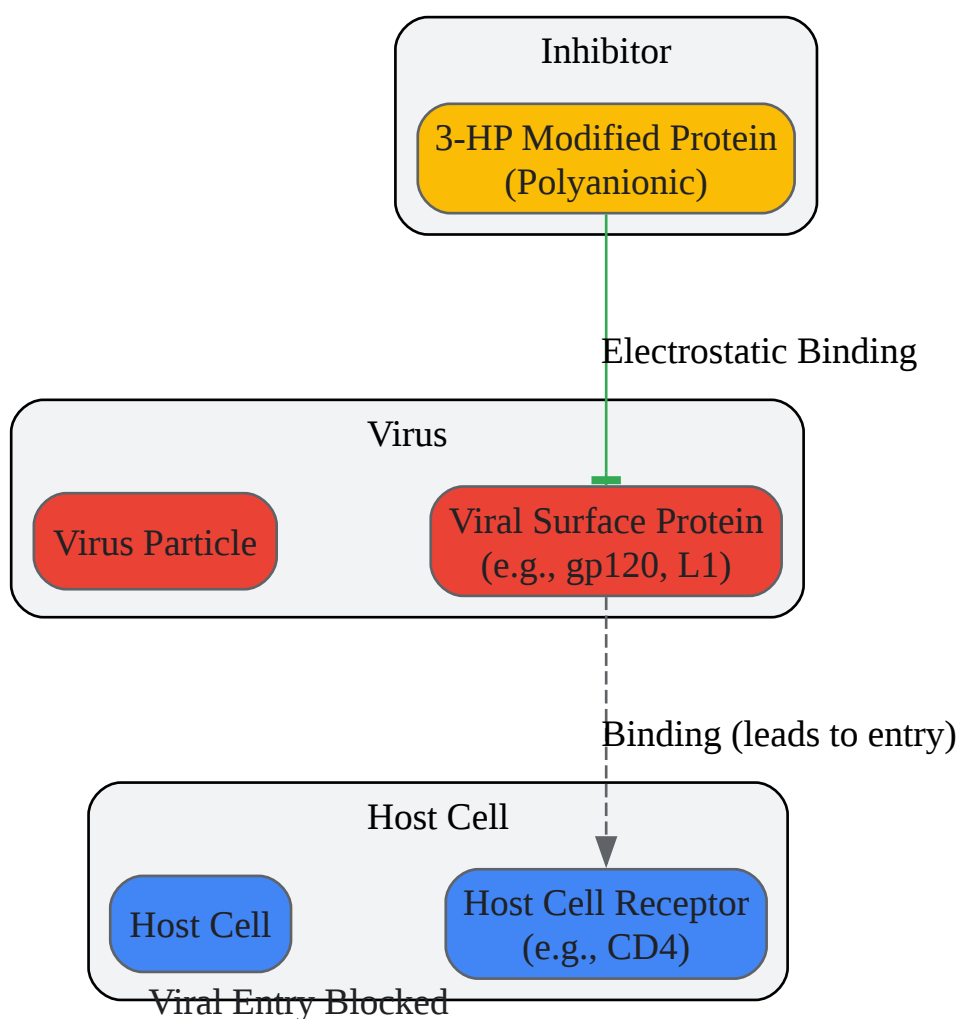 Inhibitor
3-HP Modified Protein
(Polyanionic)
Electrostatic Binding
Virus
Virus Particle
Viral Surface Protein
(e.g., gp120, L1)
Binding (leads to entry)
Host Cell
Host Cell
Host Cell Receptor
(e.g., CD4)
Viral Entry Blocked